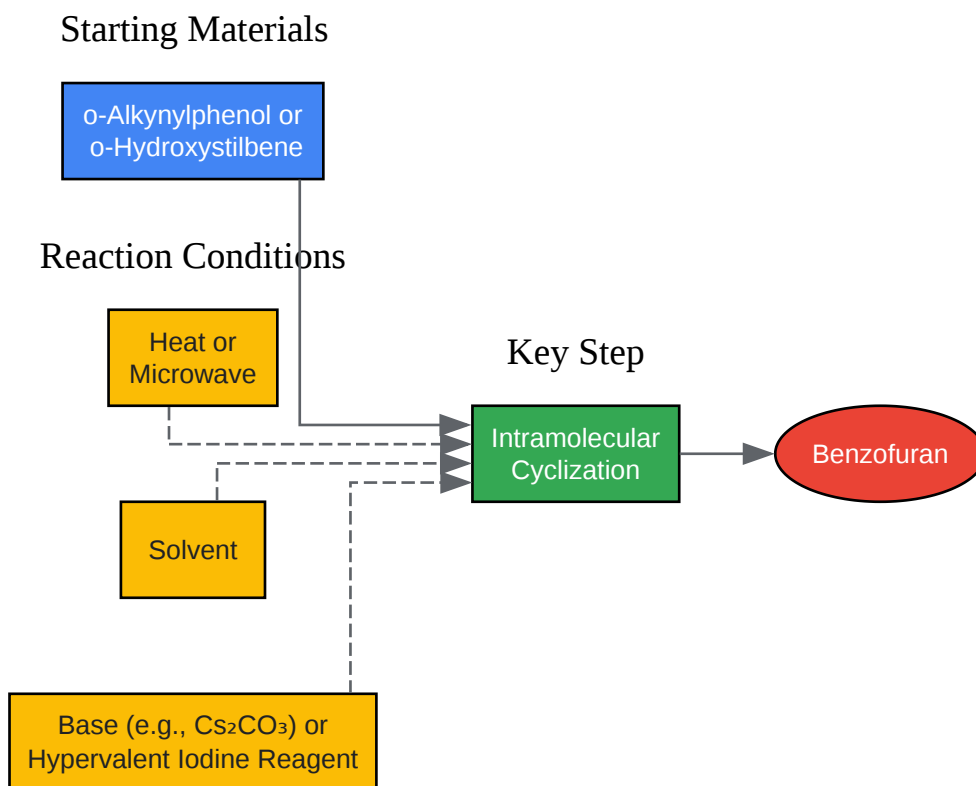 Starting Materials
o-Alkynylphenol or
o-Hydroxystilbene
Reaction Conditions
Heat or
Microwave
Key Step
Intramolecular
Cyclization
Benzofuran
Solvent
Base (e.g., Cs₂CO₃) or
Hypervalent Iodine Reagent